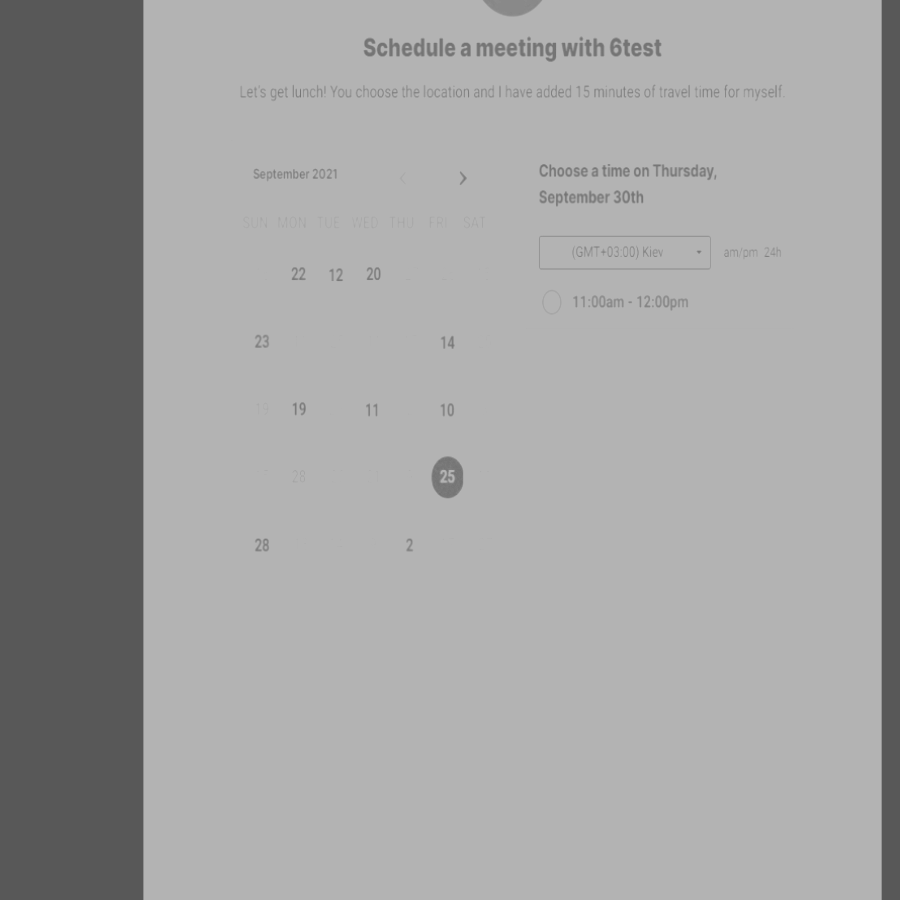 Schedule a meeting with 6test
Let's get lunch! You choose the location and I have added 15 minutes of travel time for myself.
September 2021
SUN MON TUE WED THU FRI SAT
22 12 20
23 14
19 19 11 10
28 25
28 2
Choose a time on Thursday,
September 30th
(GMT+03:00) Kiev am/pm 24h
11:00am - 12:00pm